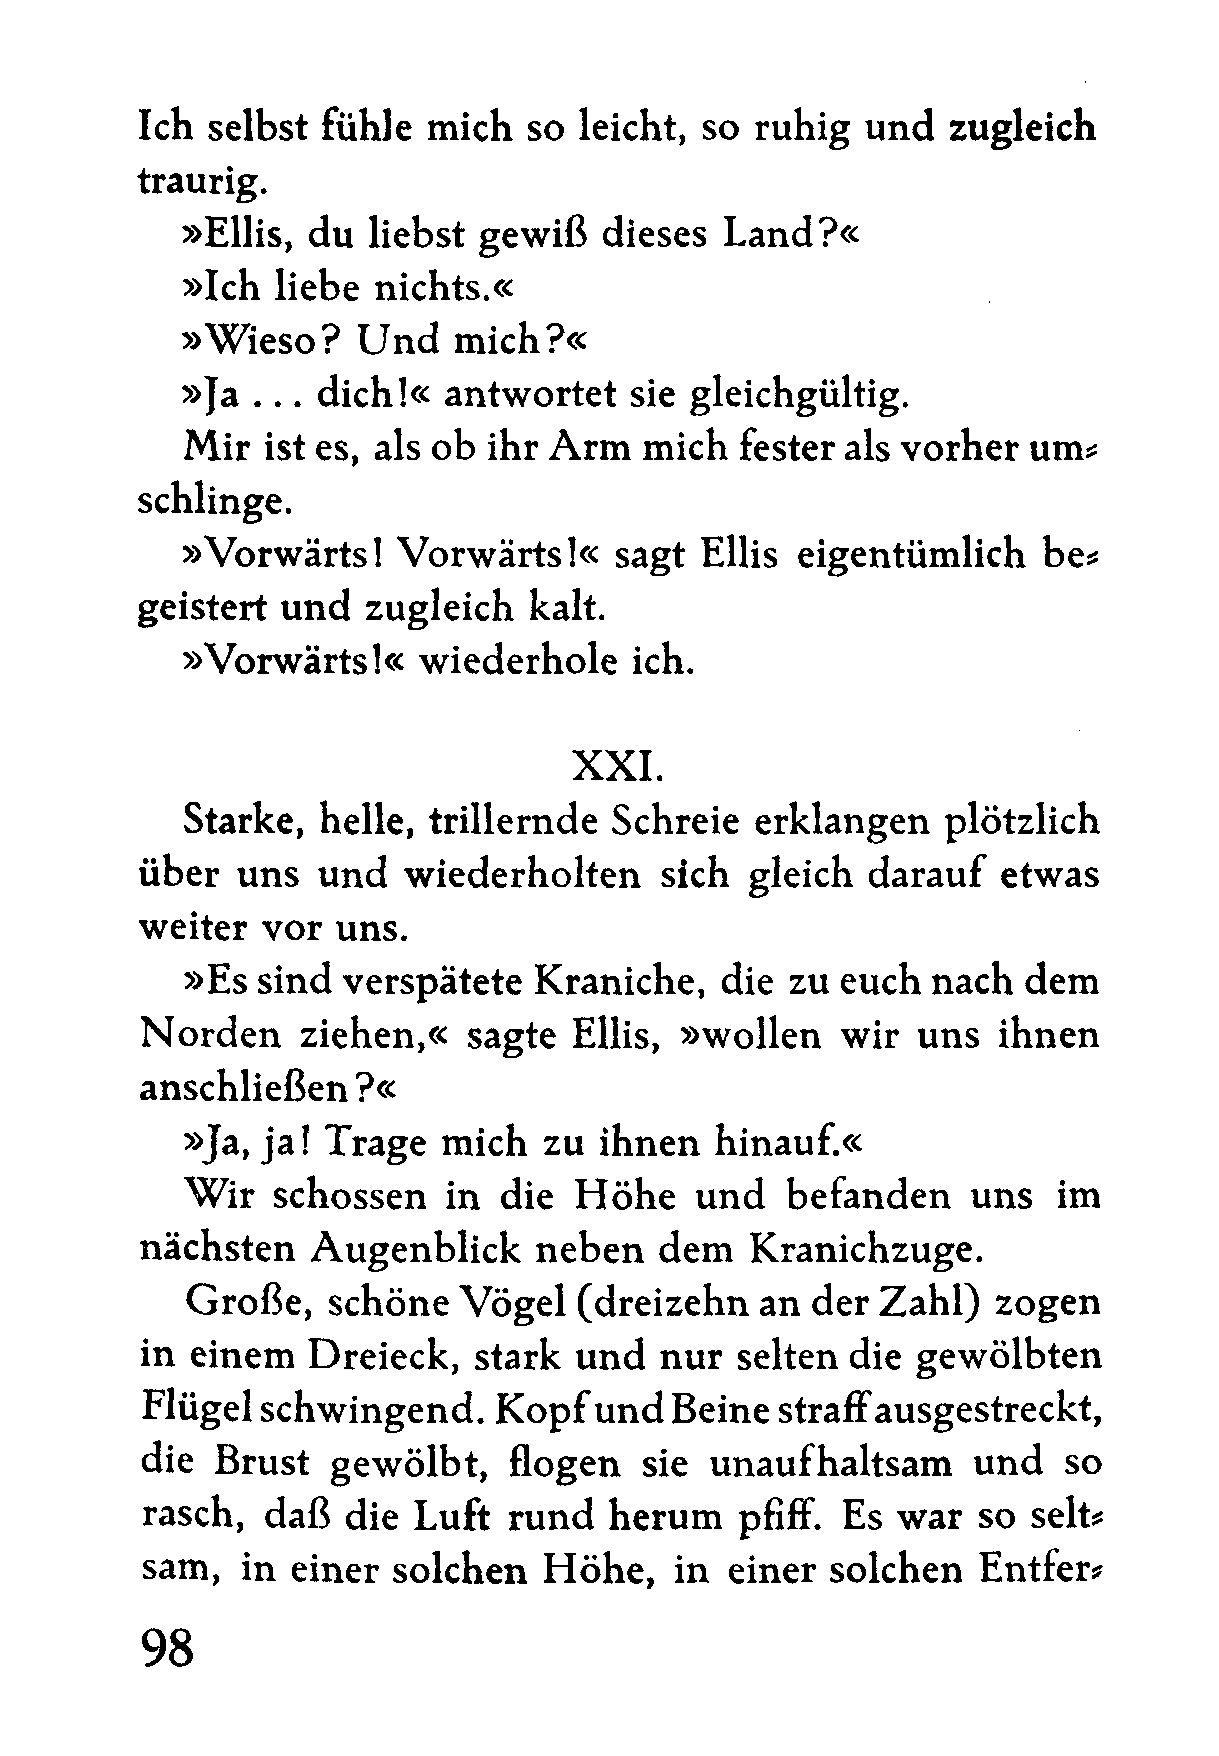 Ich selbst fühle mich so leicht, so ruhig und zugleich
traurig.
»Ellis, du liebst gewiß dieses Land?«
»Ich liebe nichts.«
»Wieso? Und mich?«
»Ja ... dich!« antwortet sie gleichgültig.
Mir ist es, als ob ihr Arm mich fester als vorher um⸗
schlinge.
»Vorwärts! Vorwärts!« sagt Ellis eigentümlich be⸗
geistert und zugleich kalt.
»Vorwärts!« wiederhole ich.
XXI.
Starke, helle, trillernde Schreie erklangen plötzlich
über uns und wiederholten sich gleich darauf etwas
weiter vor uns.
»Es sind verspätete Kraniche, die zu euch nach dem
Norden ziehen,« sagte Ellis, »wollen wir uns ihnen
anschließen?«
»Ja, ja! Trage mich zu ihnen hinauf.«
Wir schossen in die Höhe und befanden uns im
nächsten Augenblick neben dem Kranichzuge.
Große, schöne Vögel (dreizehn an der Zahl) zogen
in einem Dreieck, stark und nur selten die gewölbten
Flügel schwingend. Kopf und Beine straff ausgestreckt,
die Brust gewölbt, flogen sie unaufhaltsam und so
rasch, daß die Luft rund herum pfiff. Es war so selt⸗
sam, in einer solchen Höhe, in einer solchen Entfer⸗
98